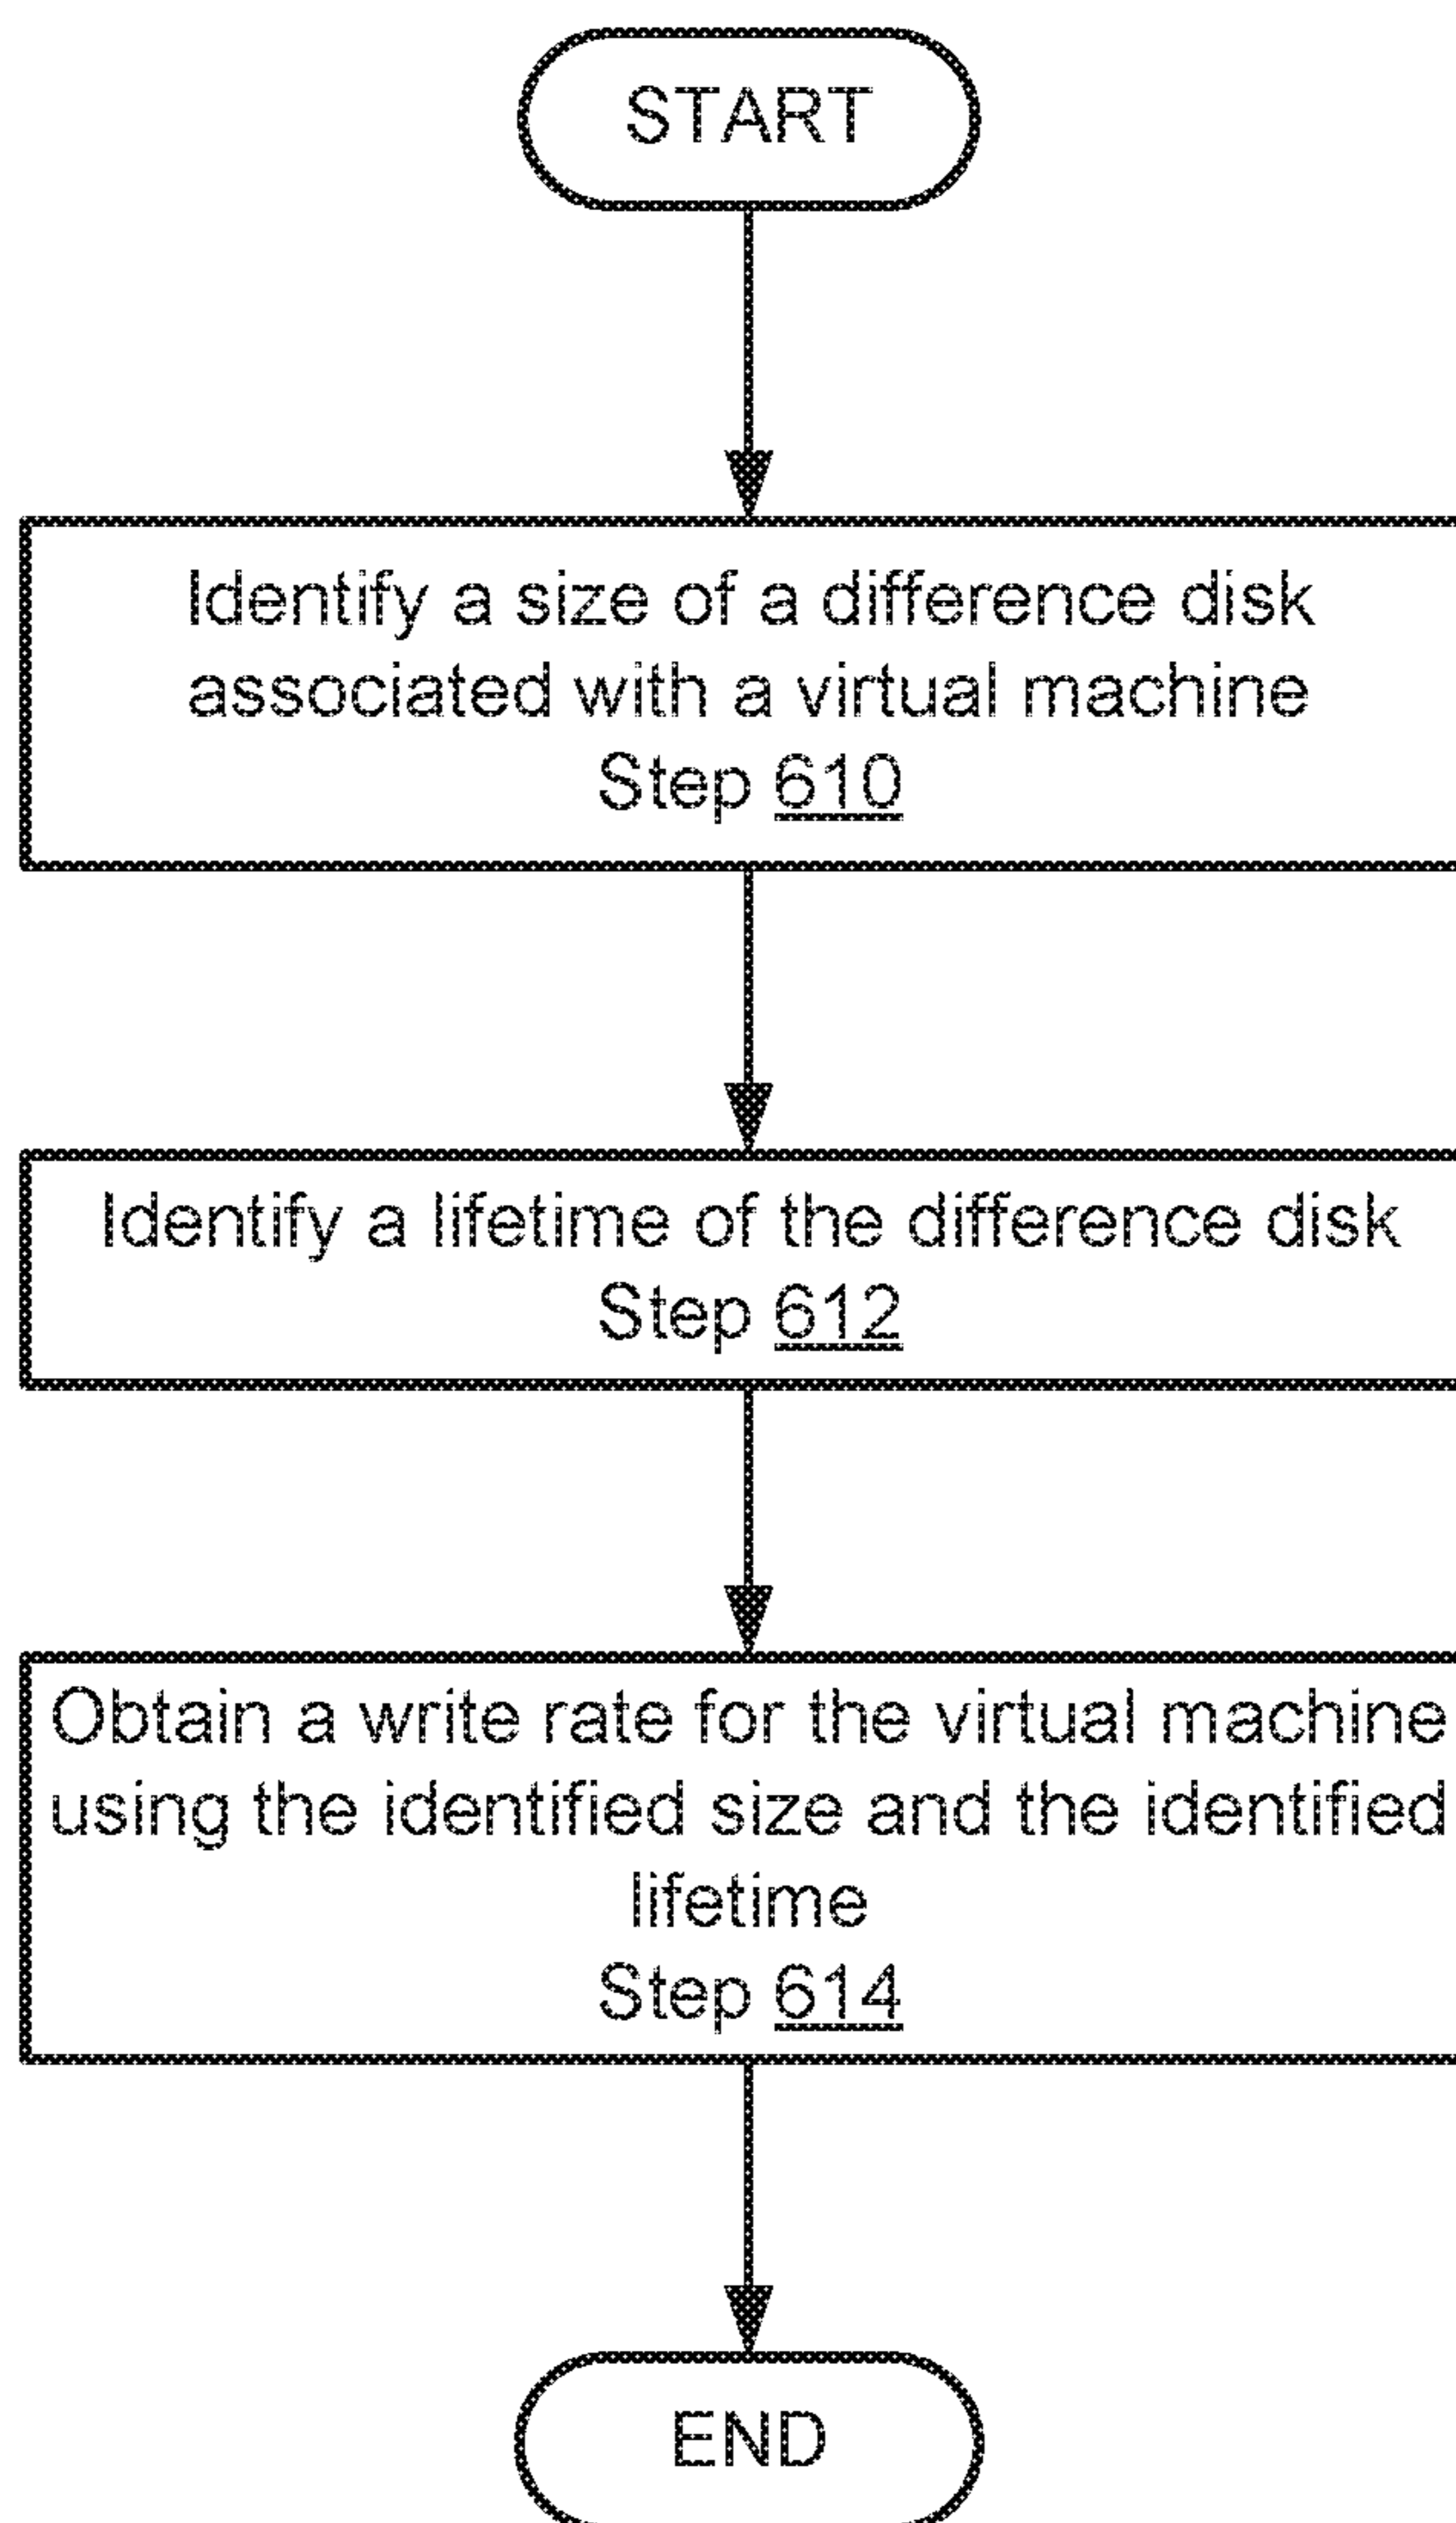 START
Identify a size of a difference disk
associated with a virtual machine
Step 610
Identify a lifetime of the difference disk
Step 612
Obtain a write rate for the virtual machine
using the identified size and the identified
lifetime
Step 614
END